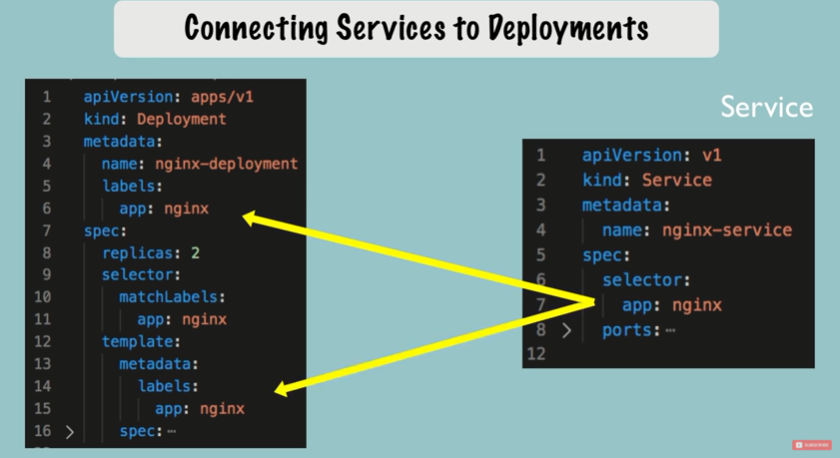 Connecting Services to Deployments
1 apiVersion: apps/v1
2 kind: Deployment
3 metadata:
4 name: nginx-deployment
5 labels:
6 app: nginx
7 spec:
8 replicas: 2
9 selector:
10 matchLabels:
11 app: nginx
12 template:
13 metadata:
14 labels:
15 app: nginx
16 > spec:⋯
Service
1 apiVersion: v1
2 kind: Service
3 metadata:
4 name: nginx-service
5 spec:
6 selector:
7 app: nginx
8 > ports:⋯
12
SUBSCRIBE